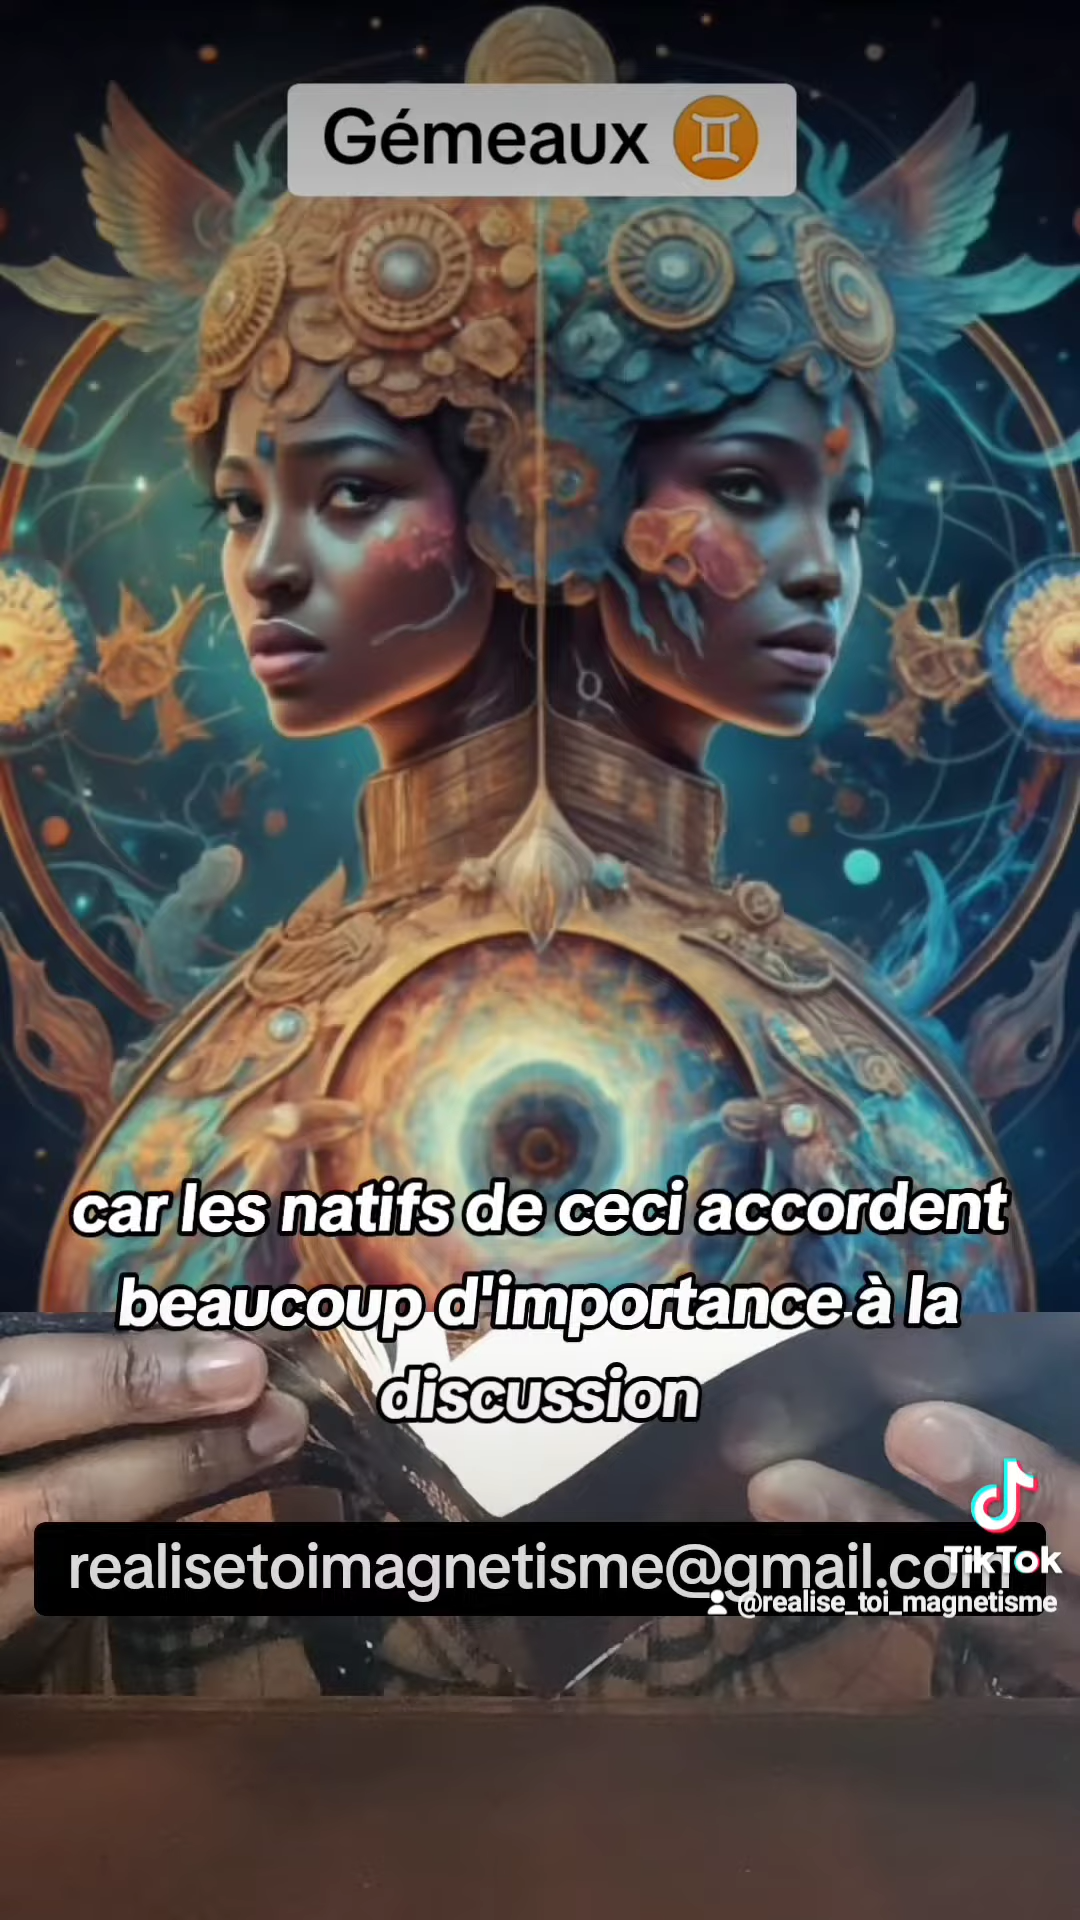 Gémeaux ♊
car les natifs de ceci accordent
beaucoup d'importance à la
discussion
realisetoimagnetisme@gmail.com
TikTok
@realise_toi_magnetisme